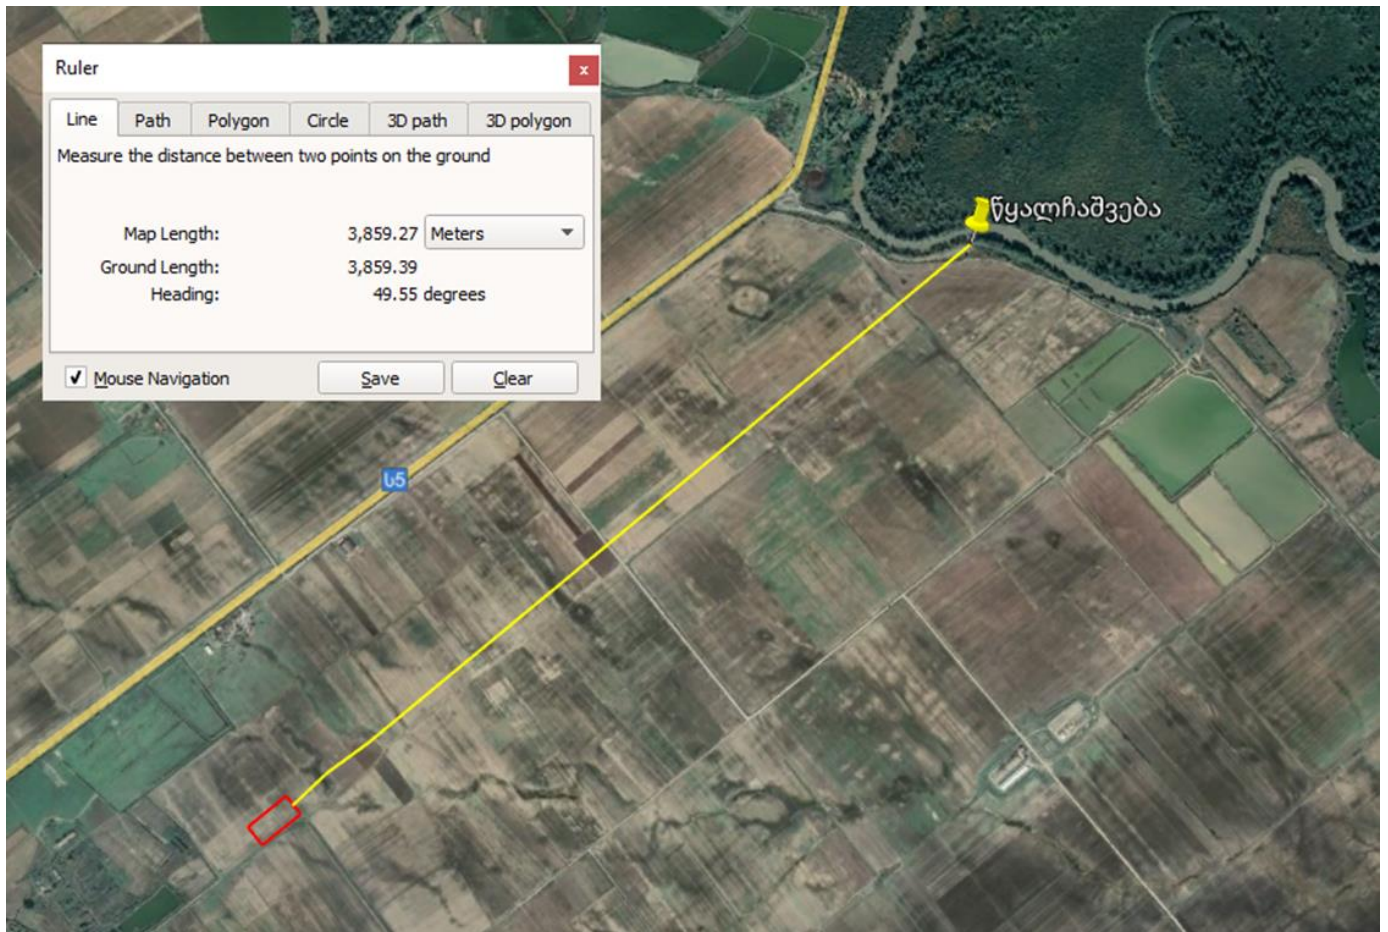 Ruler
x
Line Path Polygon Circle 3D path 3D polygon
Measure the distance between two points on the ground
Map Length: 3,859.27 Meters
Ground Length: 3,859.39
Heading: 49.55 degrees
Mouse Navigation Save Clear
წყალჩაშვება
ს5